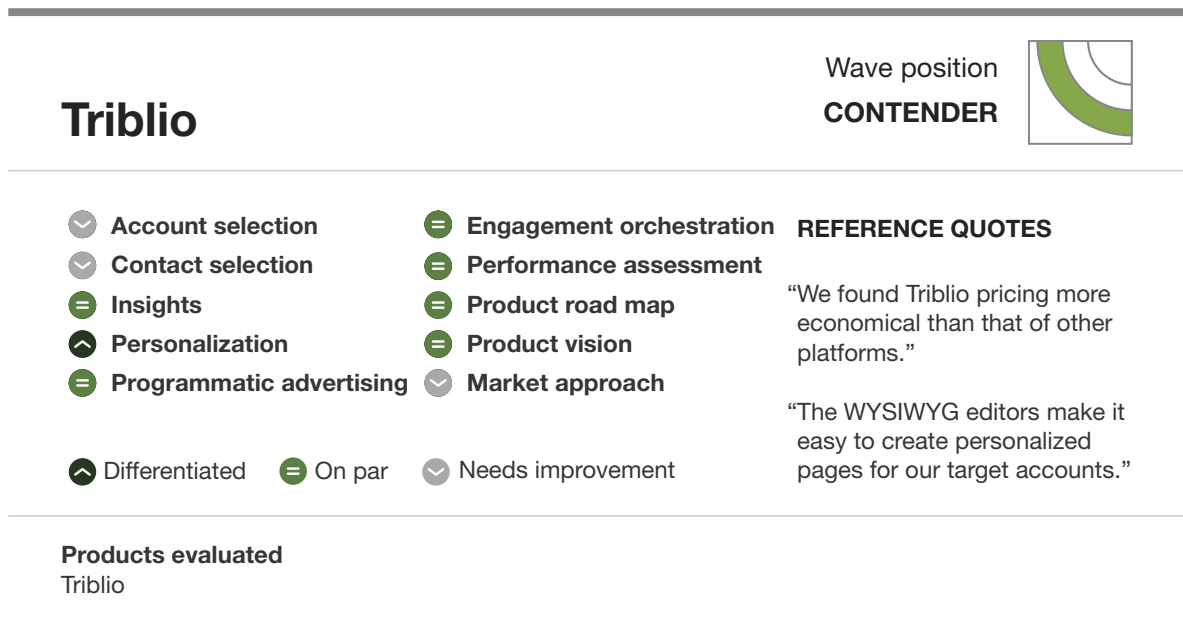 Wave position
CONTENDER
Triblio
Account selection
Contact selection
Insights
Personalization
Programmatic advertising
Engagement orchestration
Performance assessment
Product road map
Product vision
Market approach
Differentiated
On par
Needs improvement
REFERENCE QUOTES
“We found Triblio pricing more
economical than that of other
platforms.”
“The WYSIWYG editors make it
easy to create personalized
pages for our target accounts.”
Products evaluated
Triblio